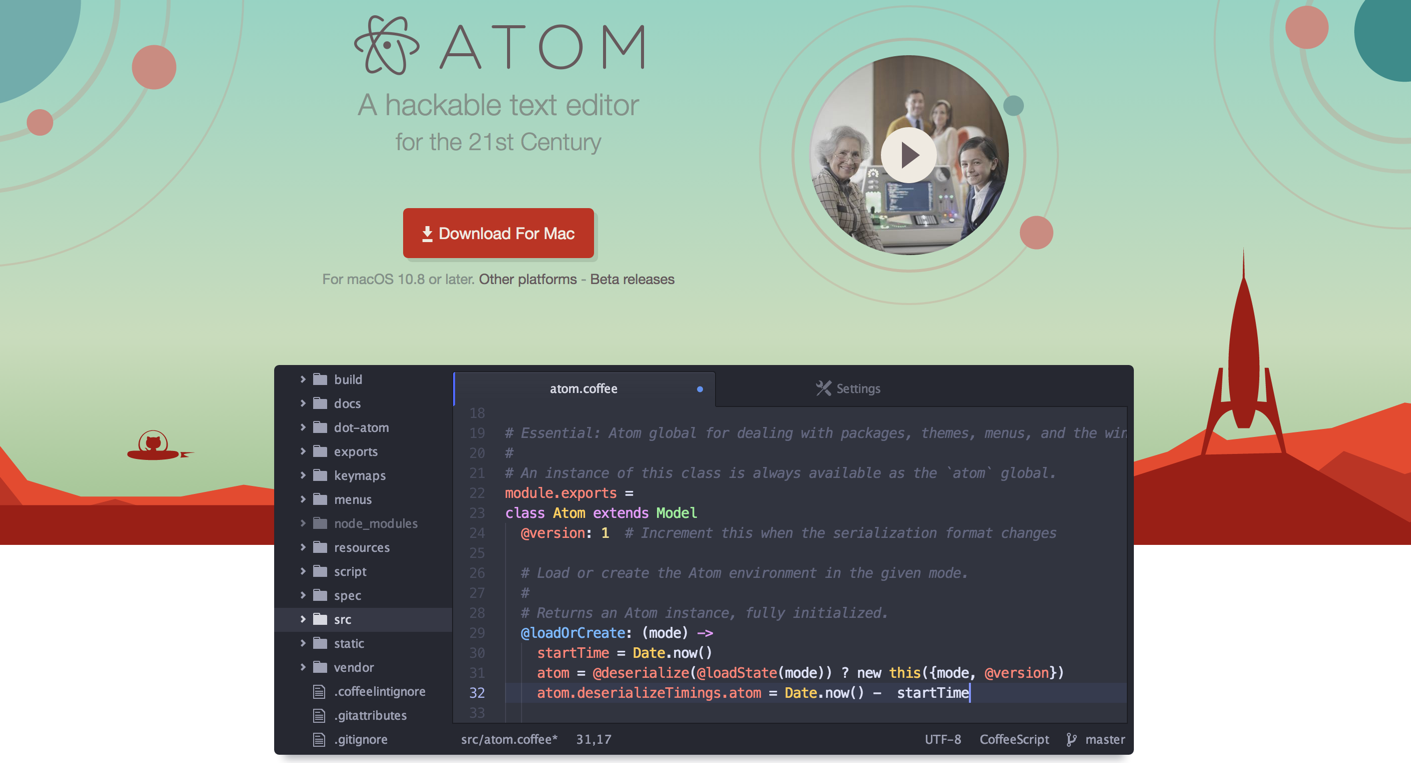 ATOM
A hackable text editor
for the 21st Century
Download For Mac
For macOS 10.8 or later. Other platforms - Beta releases
build
docs
dot-atom
exports
keymaps
menus
node_modules
resources
script
spec
src
static
vendor
.coffeelintignore
.gitattributes
.gitignore
atom.coffee
Settings
18
19 # Essential: Atom global for dealing with packages, themes, menus, and the win
20 #
21 # An instance of this class is always available as the `atom` global.
22 module.exports =
23 class Atom extends Model
24 @version: 1  # Increment this when the serialization format changes
25
26 # Load or create the Atom environment in the given mode.
27 #
28 # Returns an Atom instance, fully initialized.
29 @loadOrCreate: (mode) ->
30 startTime = Date.now()
31 atom = @deserialize(@loadState(mode)) ? new this({mode, @version})
32 atom.deserializeTimings.atom = Date.now() -  startTime
33
src/atom.coffee* 31,17 UTF-8 CoffeeScript master